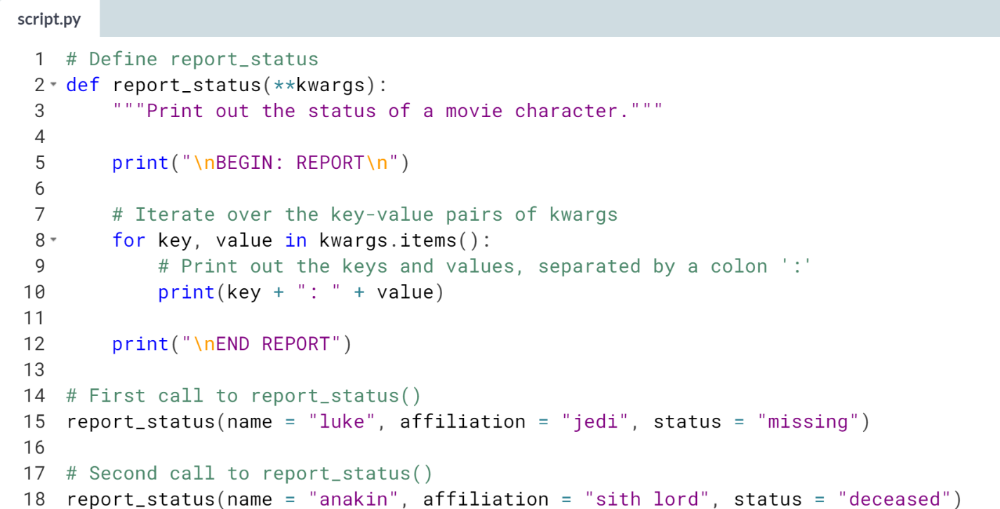 script.py
1 # Define report_status
2 def report_status(**kwargs):
3     """Print out the status of a movie character."""
4
5     print("\nBEGIN: REPORT\n")
6
7     # Iterate over the key-value pairs of kwargs
8     for key, value in kwargs.items():
9         # Print out the keys and values, separated by a colon ':'
10         print(key + ": " + value)
11
12     print("\nEND REPORT")
13
14 # First call to report_status()
15 report_status(name = "luke", affiliation = "jedi", status = "missing")
16
17 # Second call to report_status()
18 report_status(name = "anakin", affiliation = "sith lord", status = "deceased")